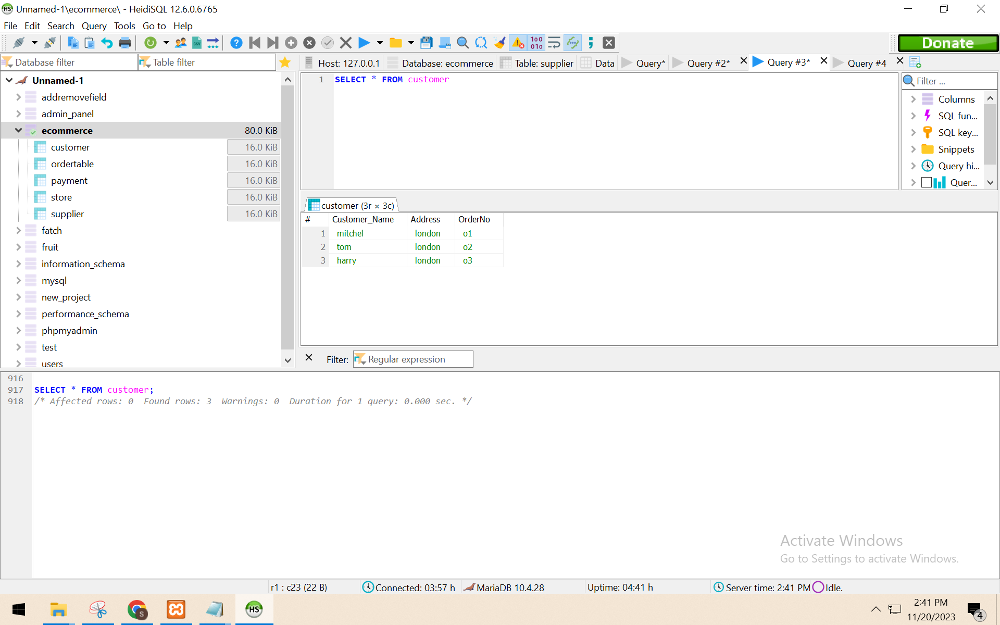 HS Unnamed-1\ecommerce\ - HeidiSQL 12.6.0.6765
File Edit Search Query Tools Go to Help
CSV
?
100
010
;
Donate
Database filter
Table filter
Host: 127.0.0.1
Database: ecommerce
Table: supplier
Data
Query*
Query #2*
Query #3*
Query #4
Unnamed-1
addremovefield
admin_panel
ecommerce 80.0 KiB
customer 16.0 KiB
ordertable 16.0 KiB
payment 16.0 KiB
store 16.0 KiB
supplier 16.0 KiB
fatch
fruit
information_schema
mysql
new_project
performance_schema
phpmyadmin
test
users
1 SELECT * FROM customer
Filter ...
Columns
SQL fun...
SQL key...
Snippets
Query hi...
Quer...
customer (3r × 3c)
# Customer_Name Address OrderNo
1 mitchel london o1
2 tom london o2
3 harry london o3
Filter: Regular expression
916
917 SELECT * FROM customer;
918 /* Affected rows: 0 Found rows: 3 Warnings: 0 Duration for 1 query: 0.000 sec. */
Activate Windows
Go to Settings to activate Windows.
r1 : c23 (22 B)
Connected: 03:57 h
MariaDB 10.4.28
Uptime: 04:41 h
Server time: 2:41 PM
Idle.
S
HS
2:41 PM
11/20/2023
4